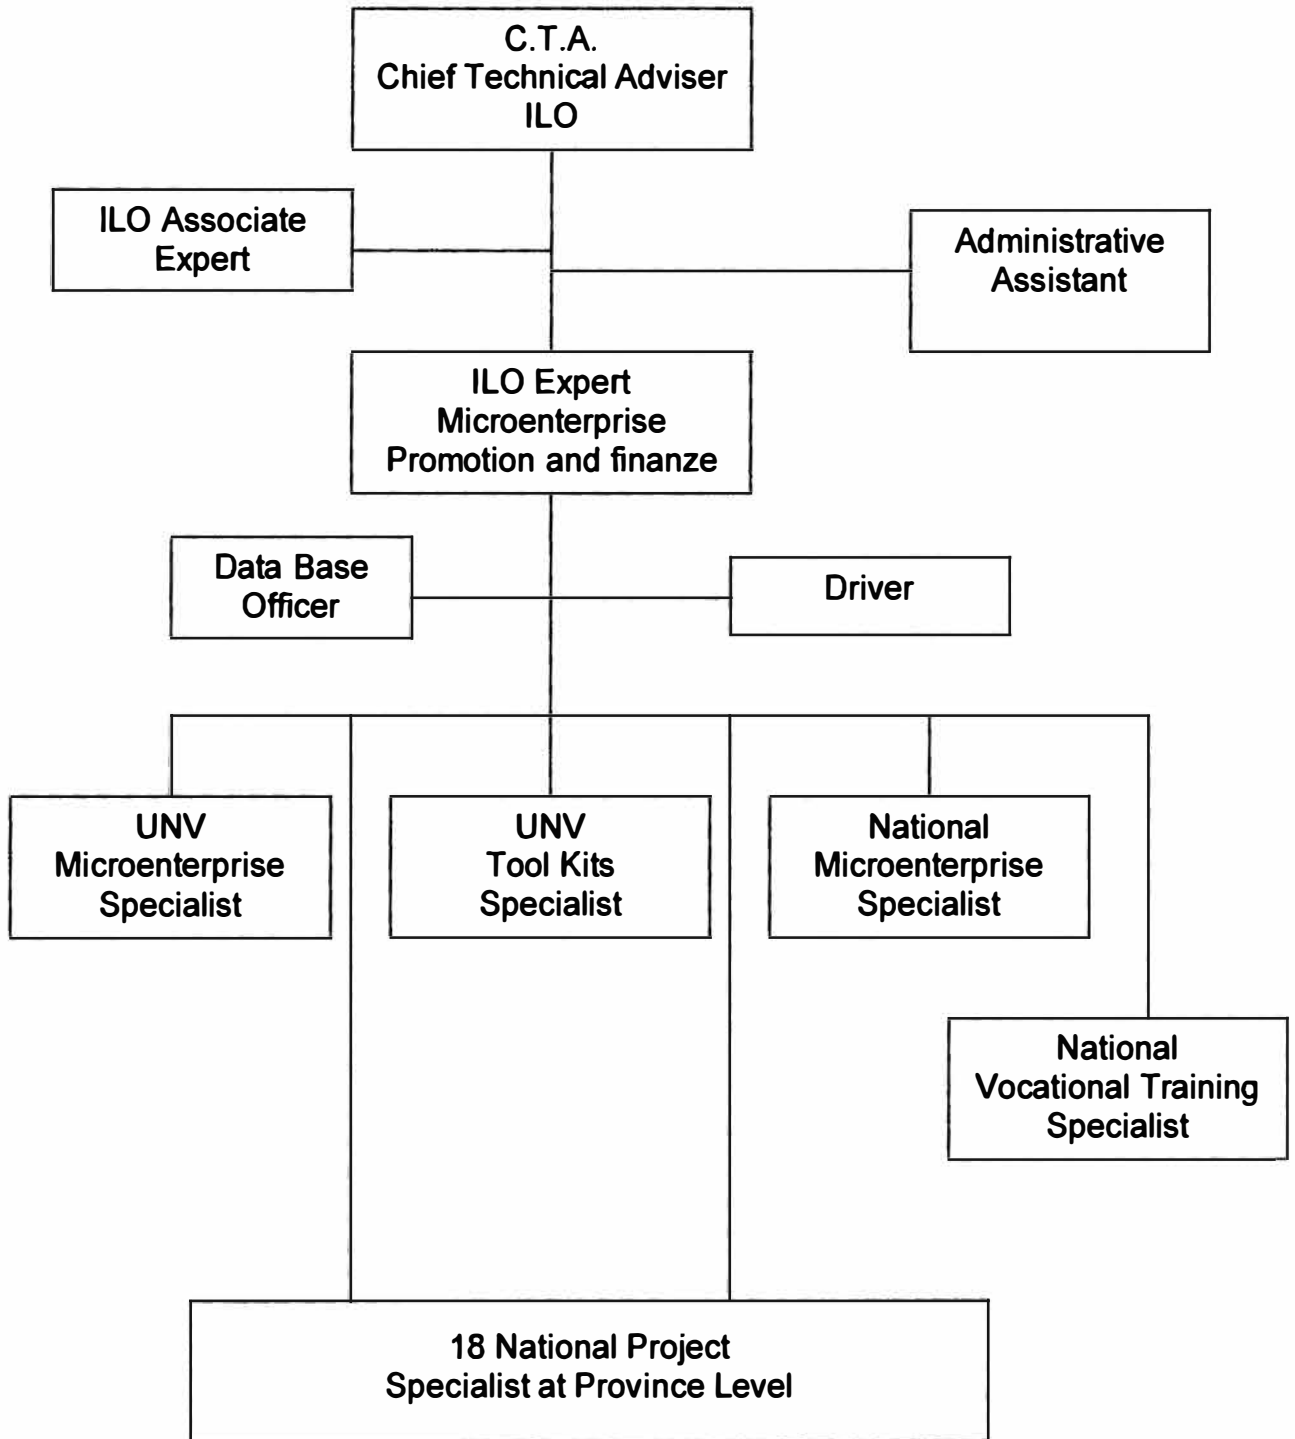 C.T.A.
Chief Technical Adviser
ILO
ILO Associate
Expert
Administrative
Assistant
ILO Expert
Microenterprise
Promotion and finanze
Data Base
Officer
Driver
UNV
Microenterprise
Specialist
UNV
Tool Kits
Specialist
National
Microenterprise
Specialist
National
Vocational Training
Specialist
18 National Project
Specialist at Province Level